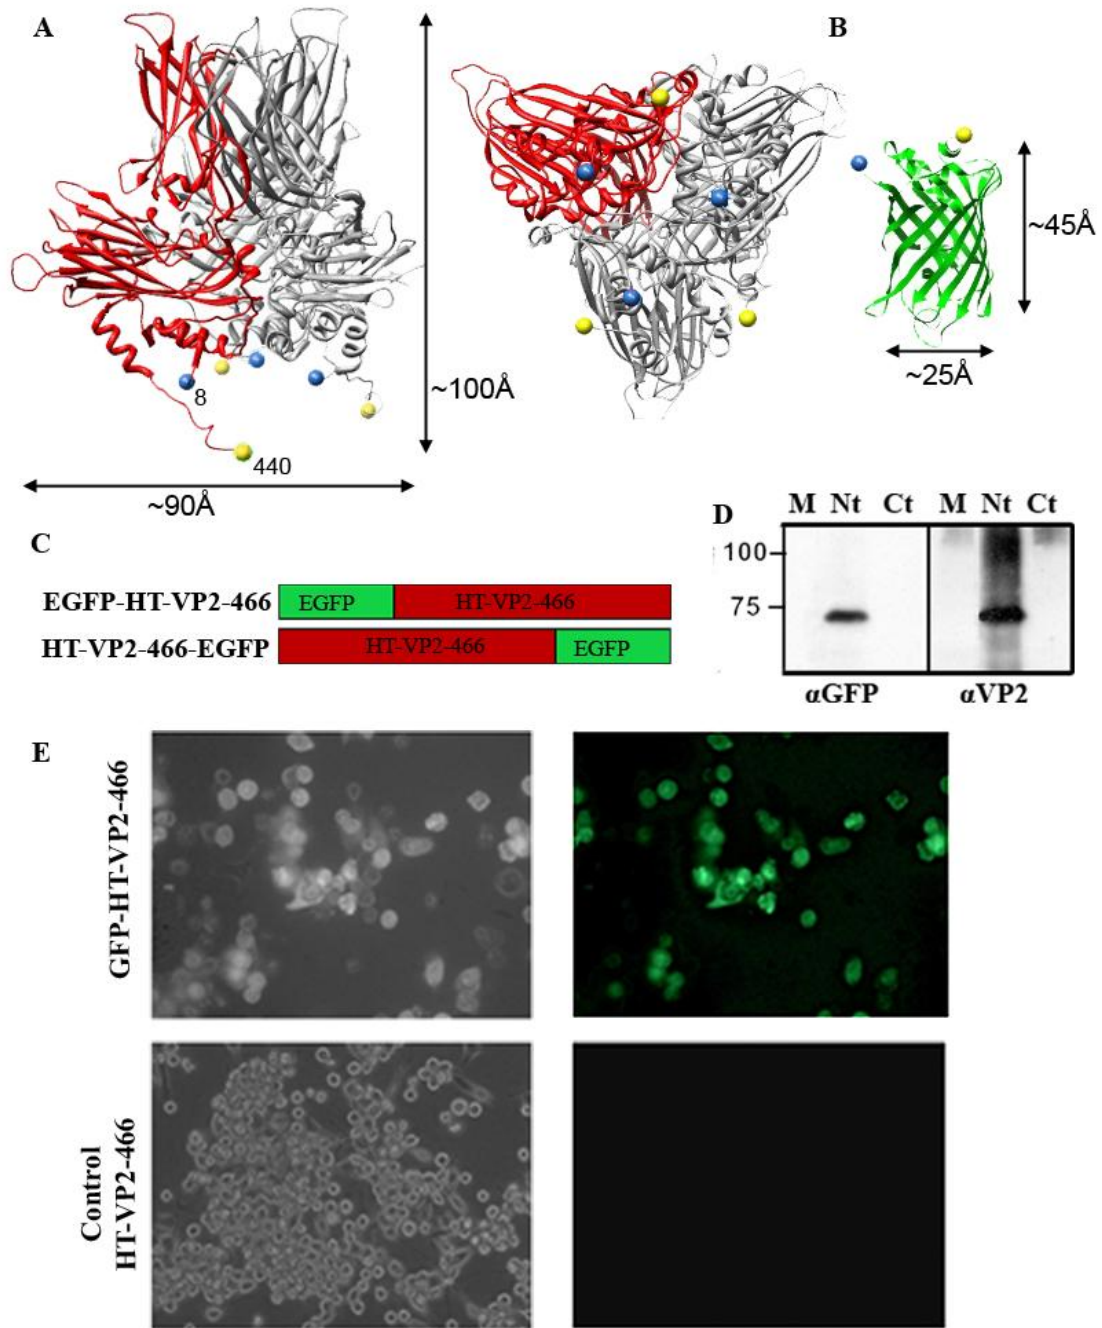 A
B
8
440
~100Å
~90Å
~45Å
~25Å
C
EGFP-HT-VP2-466
EGFP
HT-VP2-466
HT-VP2-466-EGFP
HT-VP2-466
EGFP
D
M Nt Ct
M Nt Ct
100
75
αGFP
αVP2
E
GFP-HT-VP2-466
Control
HT-VP2-466